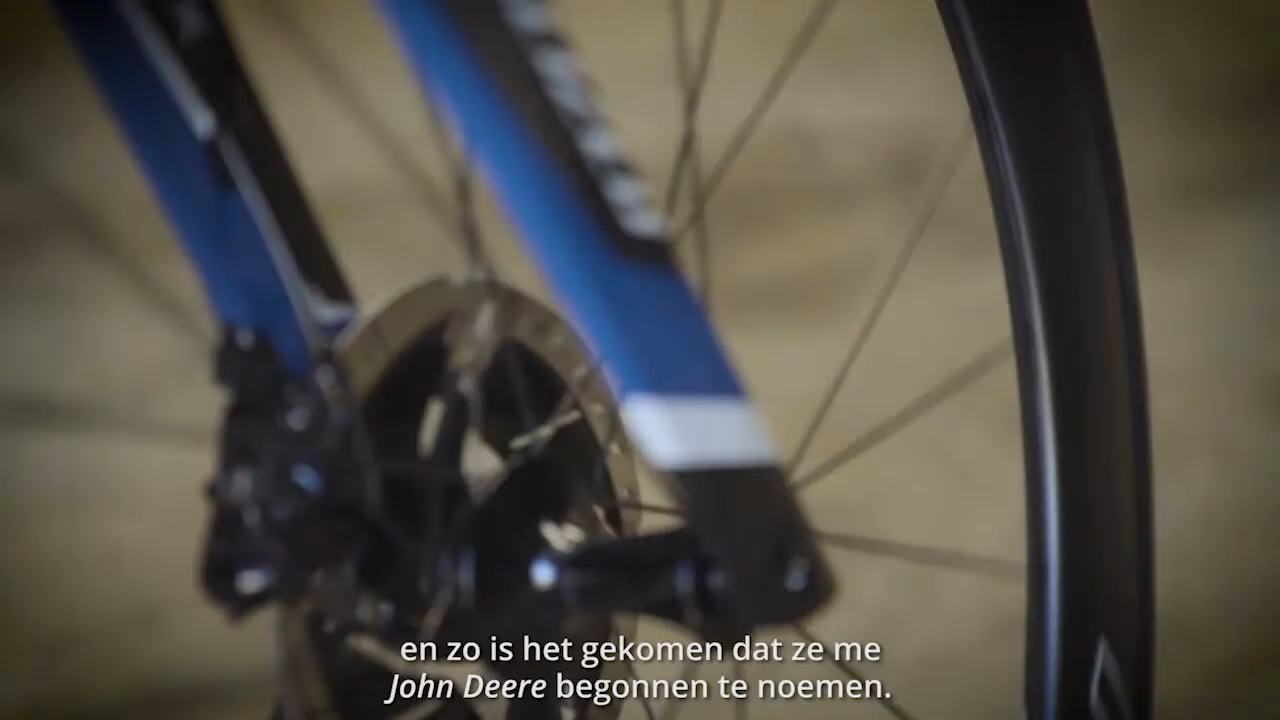 en zo is het gekomen dat ze me
John Deere begonnen te noemen.